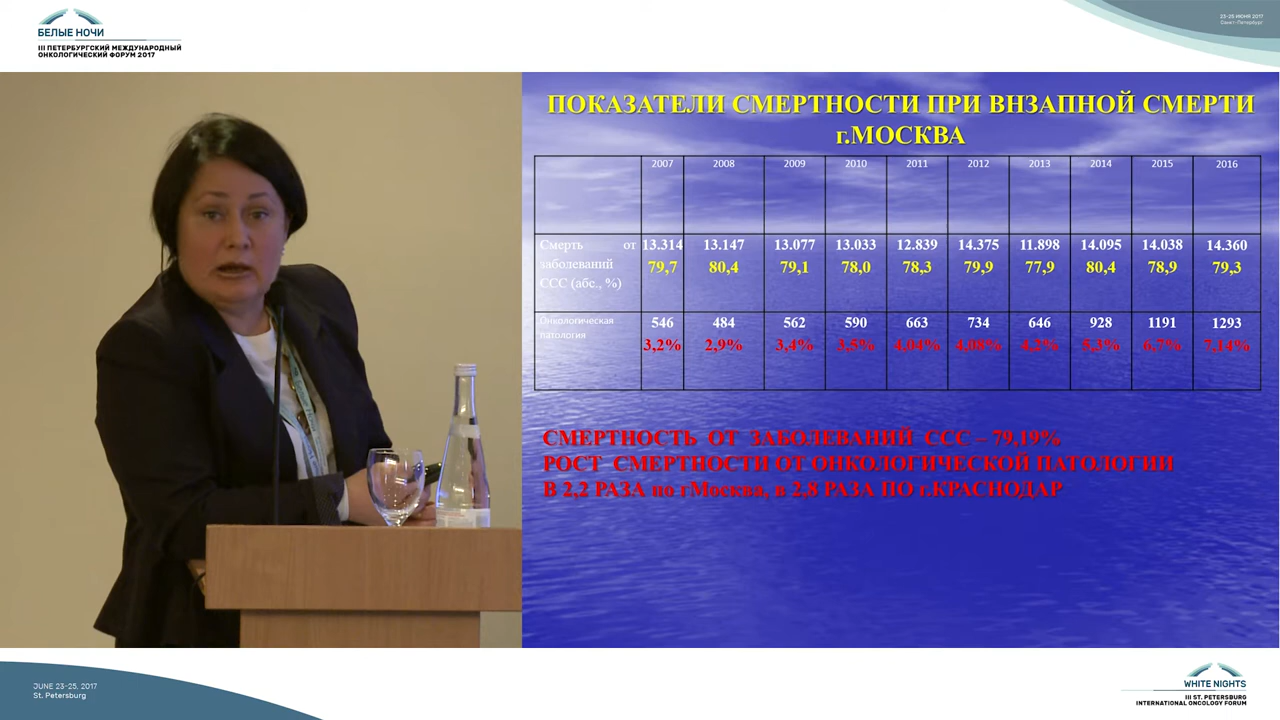 БЕЛЫЕ НОЧИ
III ПЕТЕРБУРГСКИЙ МЕЖДУНАРОДНЫЙ
ОНКОЛОГИЧЕСКИЙ ФОРУМ 2017
23-25 ИЮНЯ 2017
Санкт-Петербург
ПОКАЗАТЕЛИ СМЕРТНОСТИ ПРИ ВНЗАПНОЙ СМЕРТИ
г.МОСКВА
2007 2008 2009 2010 2011 2012 2013 2014 2015 2016
Смерть от 13.314 13.147 13.077 13.033 12.839 14.375 11.898 14.095 14.038 14.360
заболеваний 79,7 80,4 79,1 78,0 78,3 79,9 77,9 80,4 78,9 79,3
ССС (абс., %)
Онкологическая 546 484 562 590 663 734 646 928 1191 1293
патология 3,2% 2,9% 3,4% 3,5% 4,04% 4,08% 4,2% 5,3% 6,7% 7,14%
СМЕРТНОСТЬ ОТ ЗАБОЛЕВАНИЙ ССС – 79,19%
РОСТ СМЕРТНОСТИ ОТ ОНКОЛОГИЧЕСКОЙ ПАТОЛОГИИ
В 2,2 РАЗА по гМосква, в 2,8 РАЗА ПО г.КРАСНОДАР
JUNE 23-25, 2017
St. Petersburg
WHITE NIGHTS
III ST. PETERSBURG
INTERNATIONAL ONCOLOGY FORUM